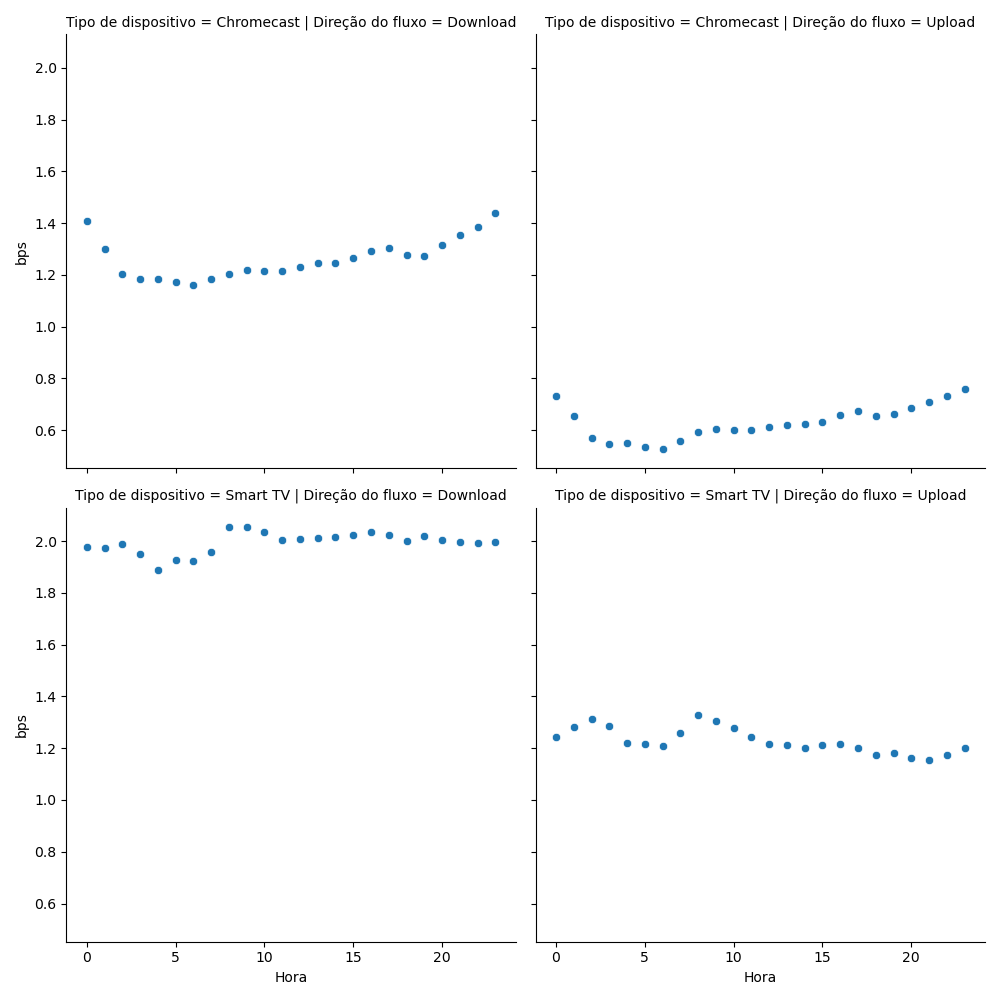 Tipo de dispositivo = Chromecast | Direção do fluxo = Download
Tipo de dispositivo = Chromecast | Direção do fluxo = Upload
2.0
1.8
1.6
1.4
1.2
1.0
0.8
0.6
bps
Tipo de dispositivo = Smart TV | Direção do fluxo = Download
Tipo de dispositivo = Smart TV | Direção do fluxo = Upload
2.0
1.8
1.6
1.4
1.2
1.0
0.8
0.6
bps
0 5 10 15 20
Hora
0 5 10 15 20
Hora